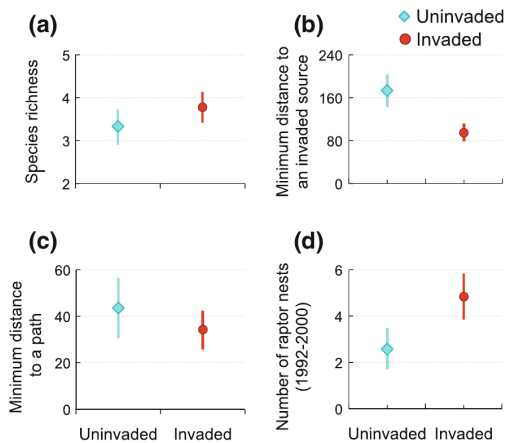 Uninvaded
Invaded
(a)
Species richness
5
4
3
2
(b)
Minimum distance to
an invaded source
240
160
80
0
(c)
Minimum distance
to a path
60
40
20
0
Uninvaded Invaded
(d)
Number of raptor nests
(1992-2000)
6
4
2
0
Uninvaded Invaded